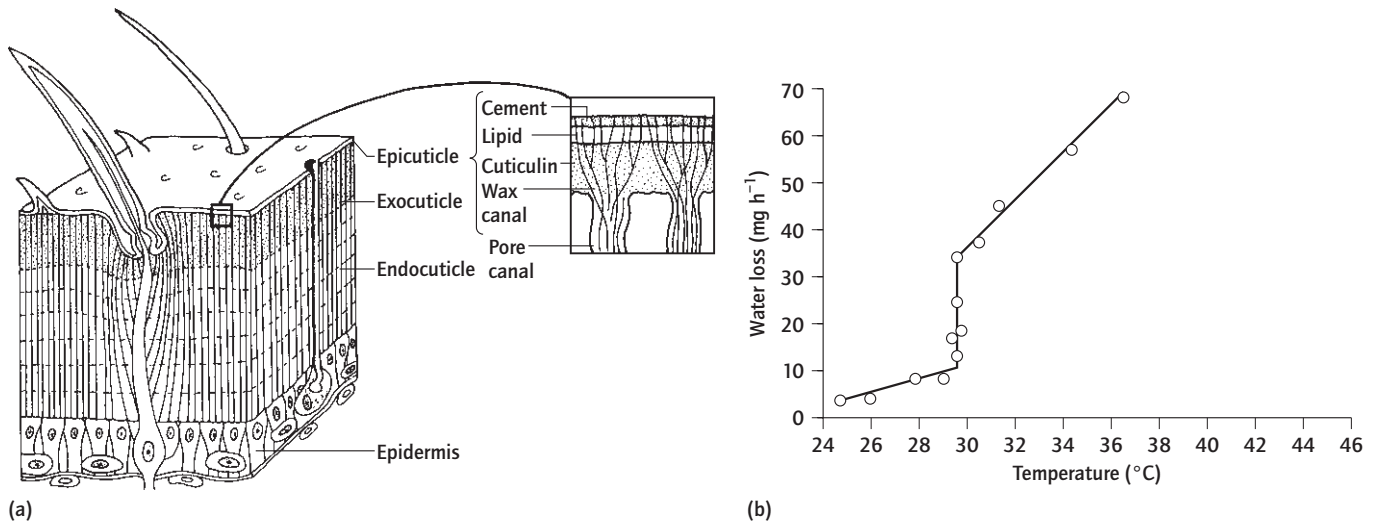 Epicuticle
Exocuticle
Endocuticle
Epidermis
Cement
Lipid
Cuticulin
Wax
canal
Pore
canal
(a)
Water loss (mg h⁻¹)
70
60
50
40
30
20
10
0
24 26 28 30 32 34 36 38 40 42 44 46
Temperature (°C)
(b)